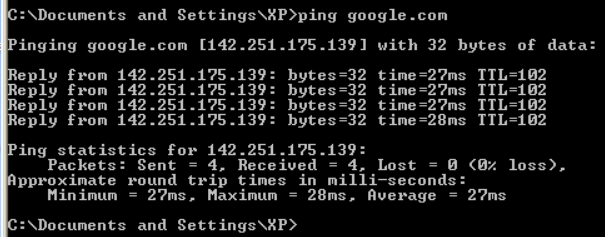 C:\Documents and Settings\XP>ping google.com
Pinging google.com [142.251.175.139] with 32 bytes of data:
Reply from 142.251.175.139: bytes=32 time=27ms TTL=102
Reply from 142.251.175.139: bytes=32 time=27ms TTL=102
Reply from 142.251.175.139: bytes=32 time=27ms TTL=102
Reply from 142.251.175.139: bytes=32 time=28ms TTL=102
Ping statistics for 142.251.175.139:
    Packets: Sent = 4, Received = 4, Lost = 0 (0% loss),
Approximate round trip times in milli-seconds:
    Minimum = 27ms, Maximum = 28ms, Average = 27ms
C:\Documents and Settings\XP>